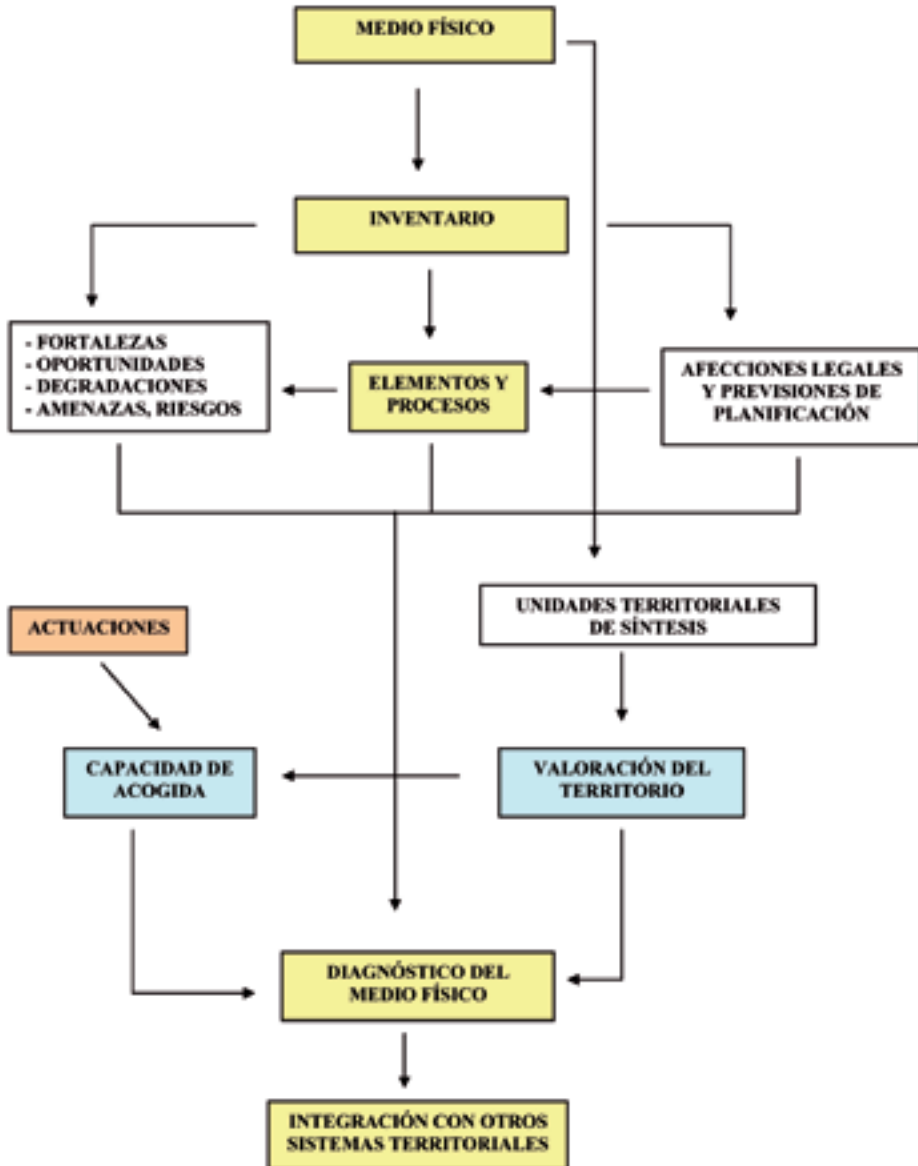 MEDIO FÍSICO
INVENTARIO
- FORTALEZAS
- OPORTUNIDADES
- DEGRADACIONES
- AMENAZAS, RIESGOS
ELEMENTOS Y
PROCESOS
AFECCIONES LEGALES
Y PREVISIONES DE
PLANIFICACIÓN
UNIDADES TERRITORIALES
DE SÍNTESIS
ACTUACIONES
CAPACIDAD DE
ACOGIDA
VALORACIÓN DEL
TERRITORIO
DIAGNÓSTICO DEL
MEDIO FÍSICO
INTEGRACIÓN CON OTROS
SISTEMAS TERRITORIALES